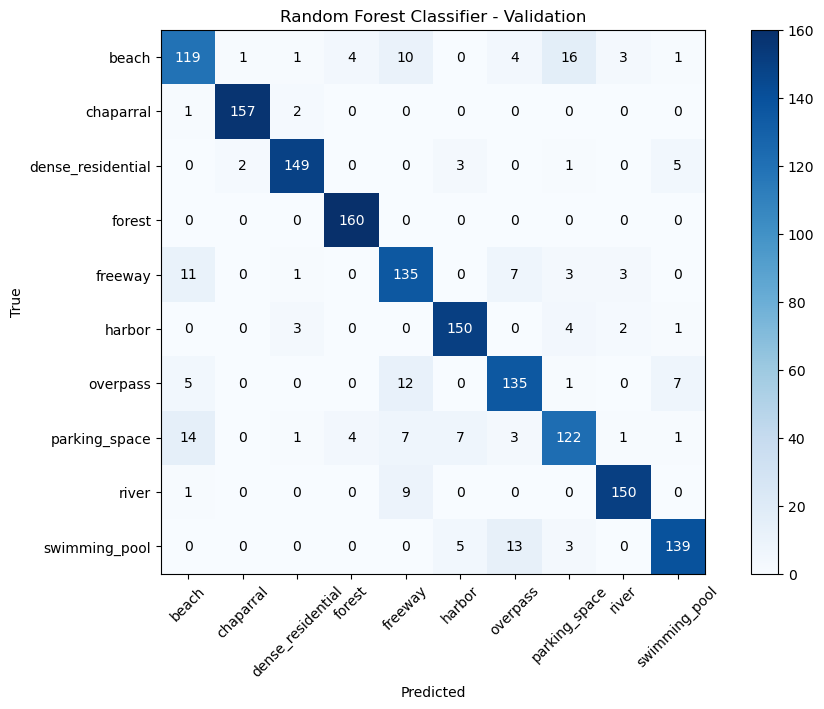 Random Forest Classifier - Validation
beach 119 1 1 4 10 0 4 16 3 1
chaparral 1 157 2 0 0 0 0 0 0 0
dense_residential 0 2 149 0 0 3 0 1 0 5
forest 0 0 0 160 0 0 0 0 0 0
freeway 11 0 1 0 135 0 7 3 3 0
harbor 0 0 3 0 0 150 0 4 2 1
overpass 5 0 0 0 12 0 135 1 0 7
parking_space 14 0 1 4 7 7 3 122 1 1
river 1 0 0 0 9 0 0 0 150 0
swimming_pool 0 0 0 0 0 5 13 3 0 139
True
beach chaparral dense_residential forest freeway harbor overpass parking_space river swimming_pool
Predicted
160
140
120
100
80
60
40
20
0